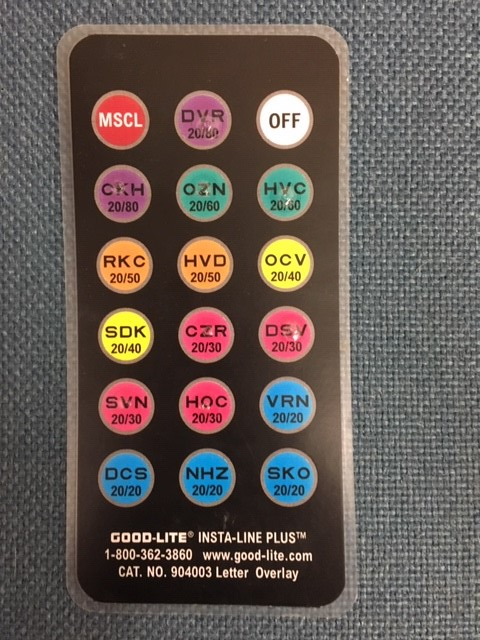 MSCL DVR OFF
20/80
CKH OZN HVC
20/80 20/60 20/60
RKC HVD OCV
20/50 20/50 20/40
SDK CZR DSV
20/40 20/30 20/30
SVN HOC VRN
20/30 20/30 20/20
DCS NHZ SKO
20/20 20/20 20/20
GOOD-LITE® INSTA-LINE PLUS™
1-800-362-3860 www.good-lite.com
CAT. NO. 904003 Letter Overlay